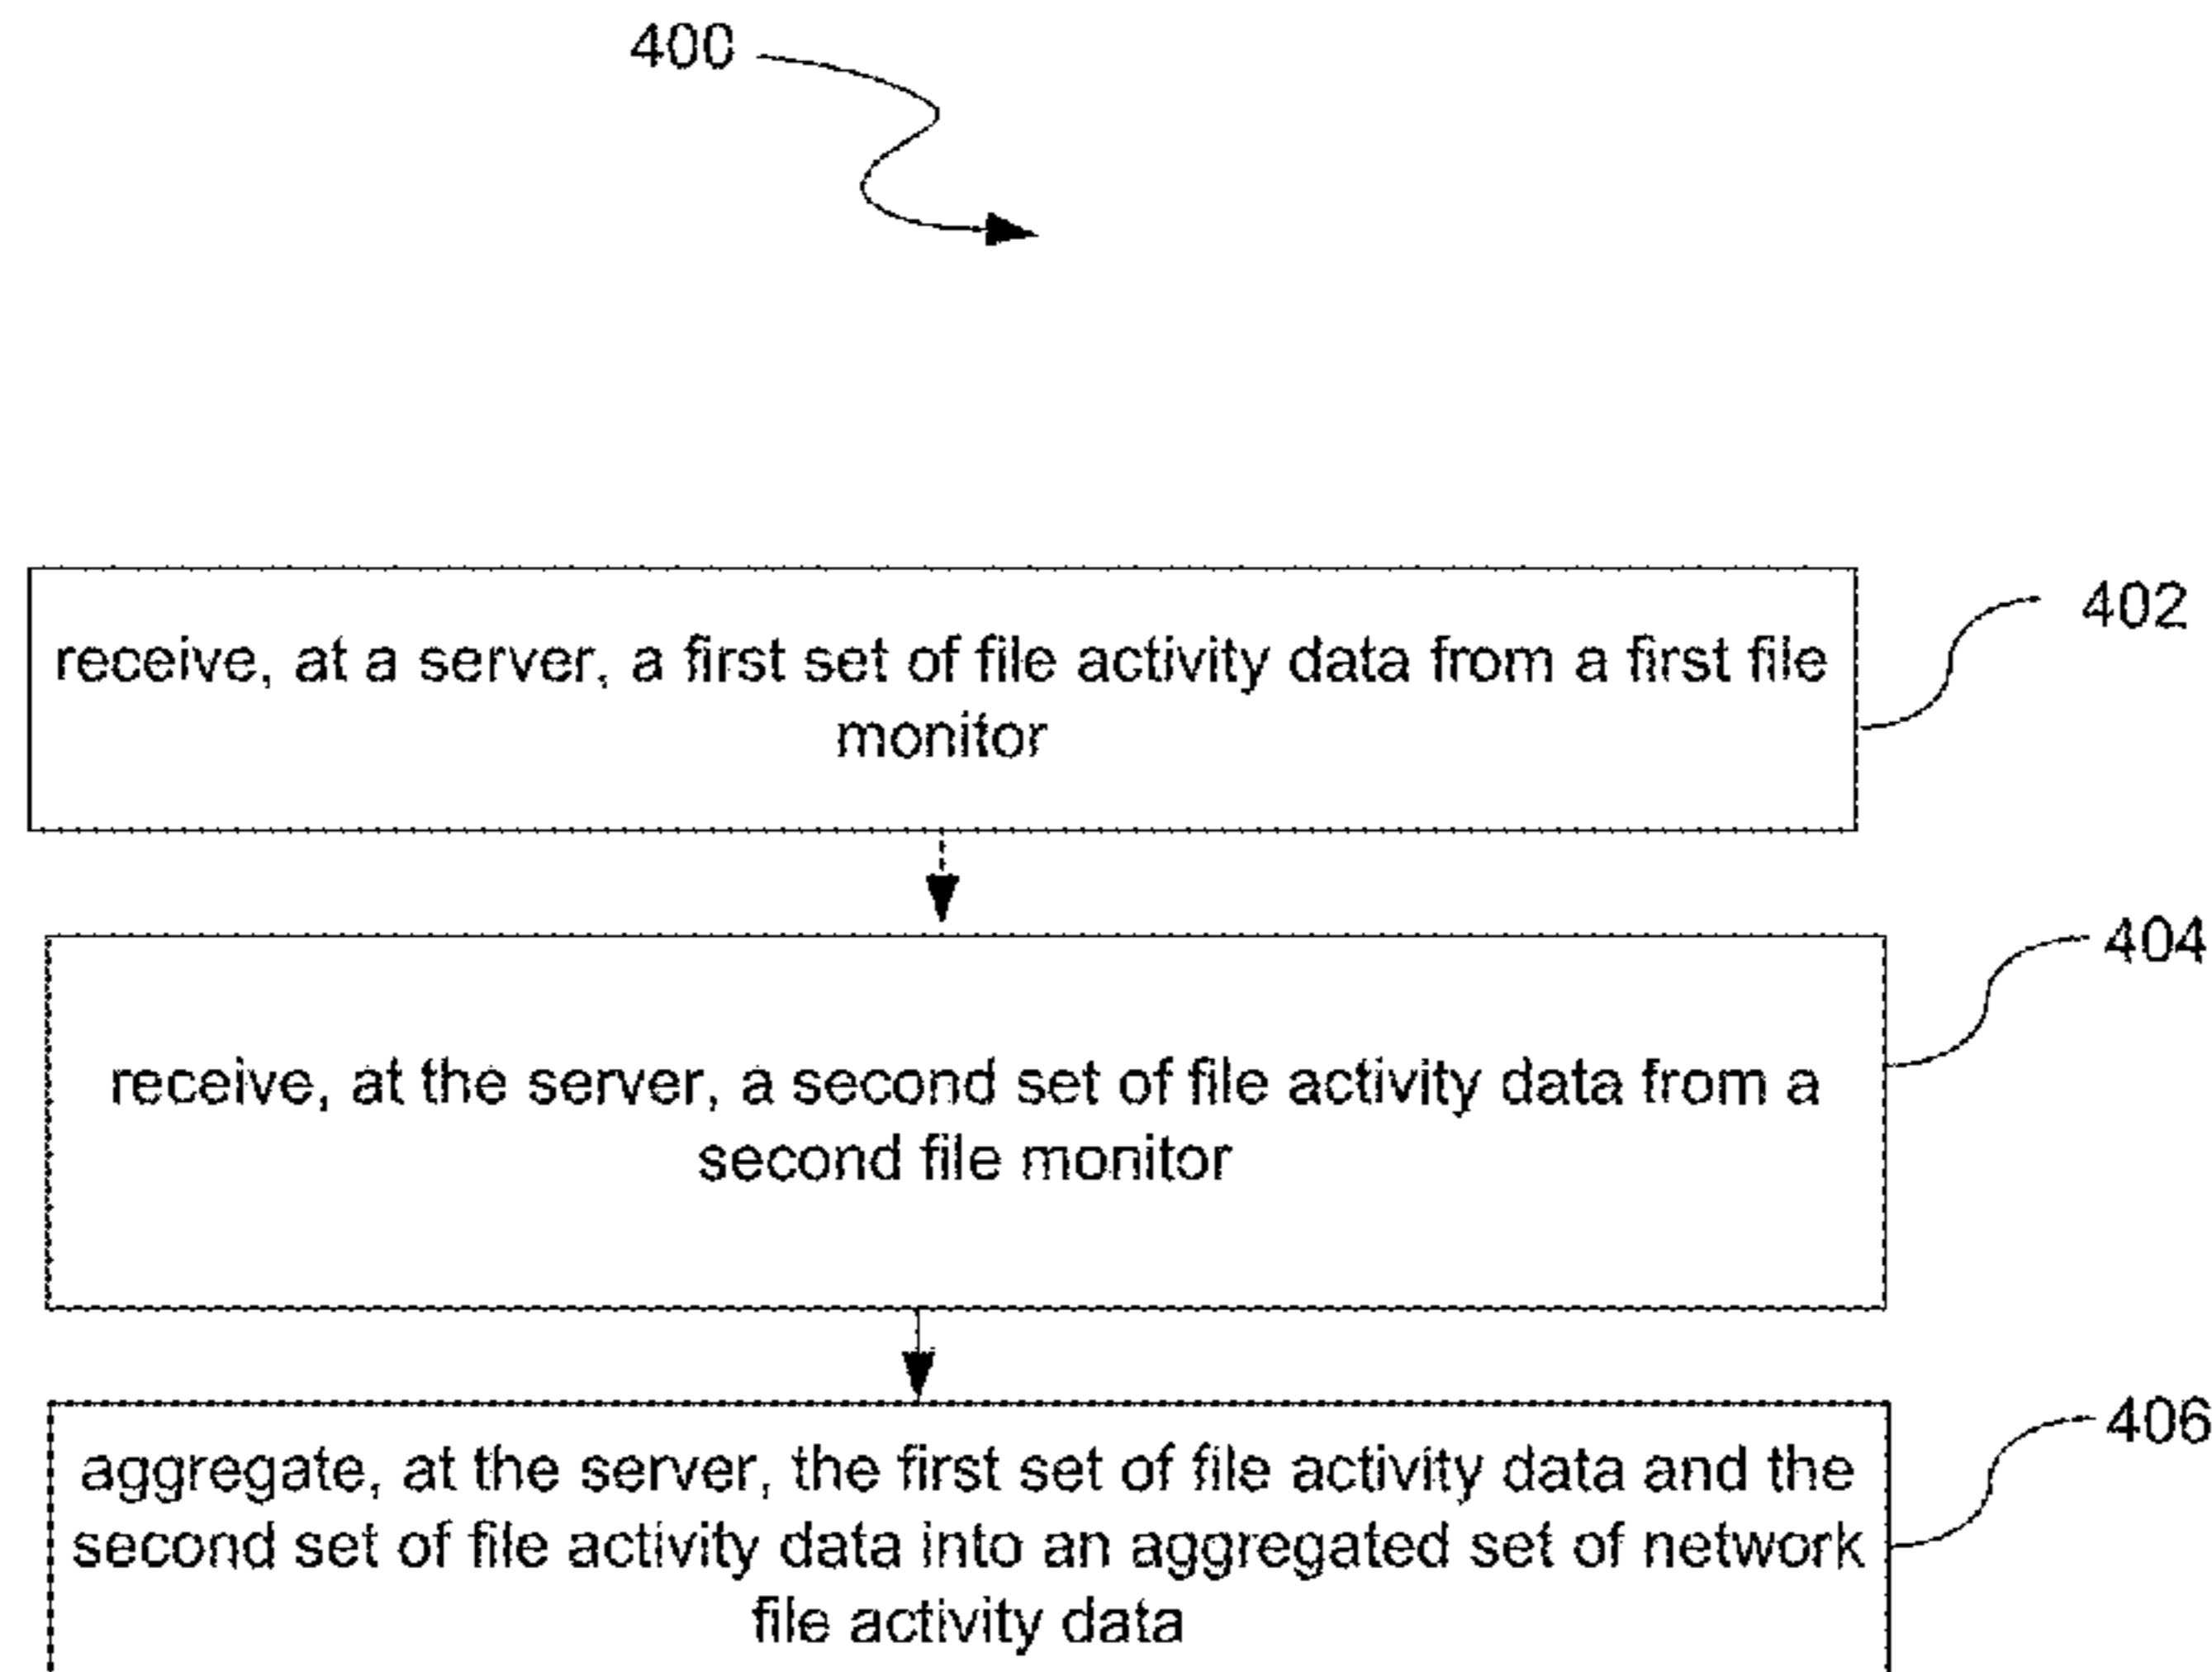 400
receive, at a server, a first set of file activity data from a first file
monitor
402
receive, at the server, a second set of file activity data from a
second file monitor
404
aggregate, at the server, the first set of file activity data and the
second set of file activity data into an aggregated set of network
file activity data
406